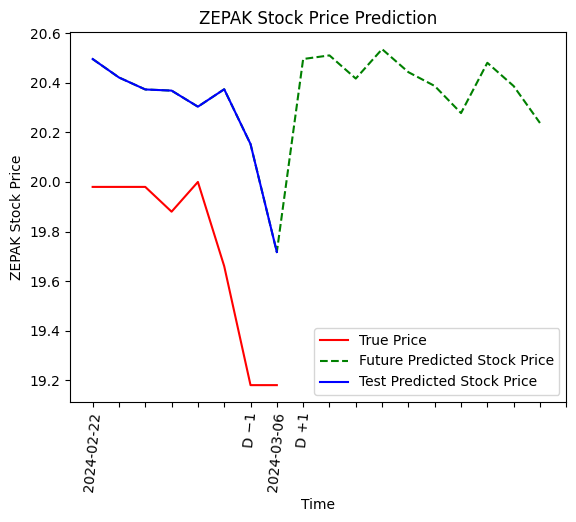 ZEPAK Stock Price Prediction
ZEPAK Stock Price
20.6
20.4
20.2
20.0
19.8
19.6
19.4
19.2
True Price
Future Predicted Stock Price
Test Predicted Stock Price
2024-02-22
D −1
2024-03-06
D +1
Time